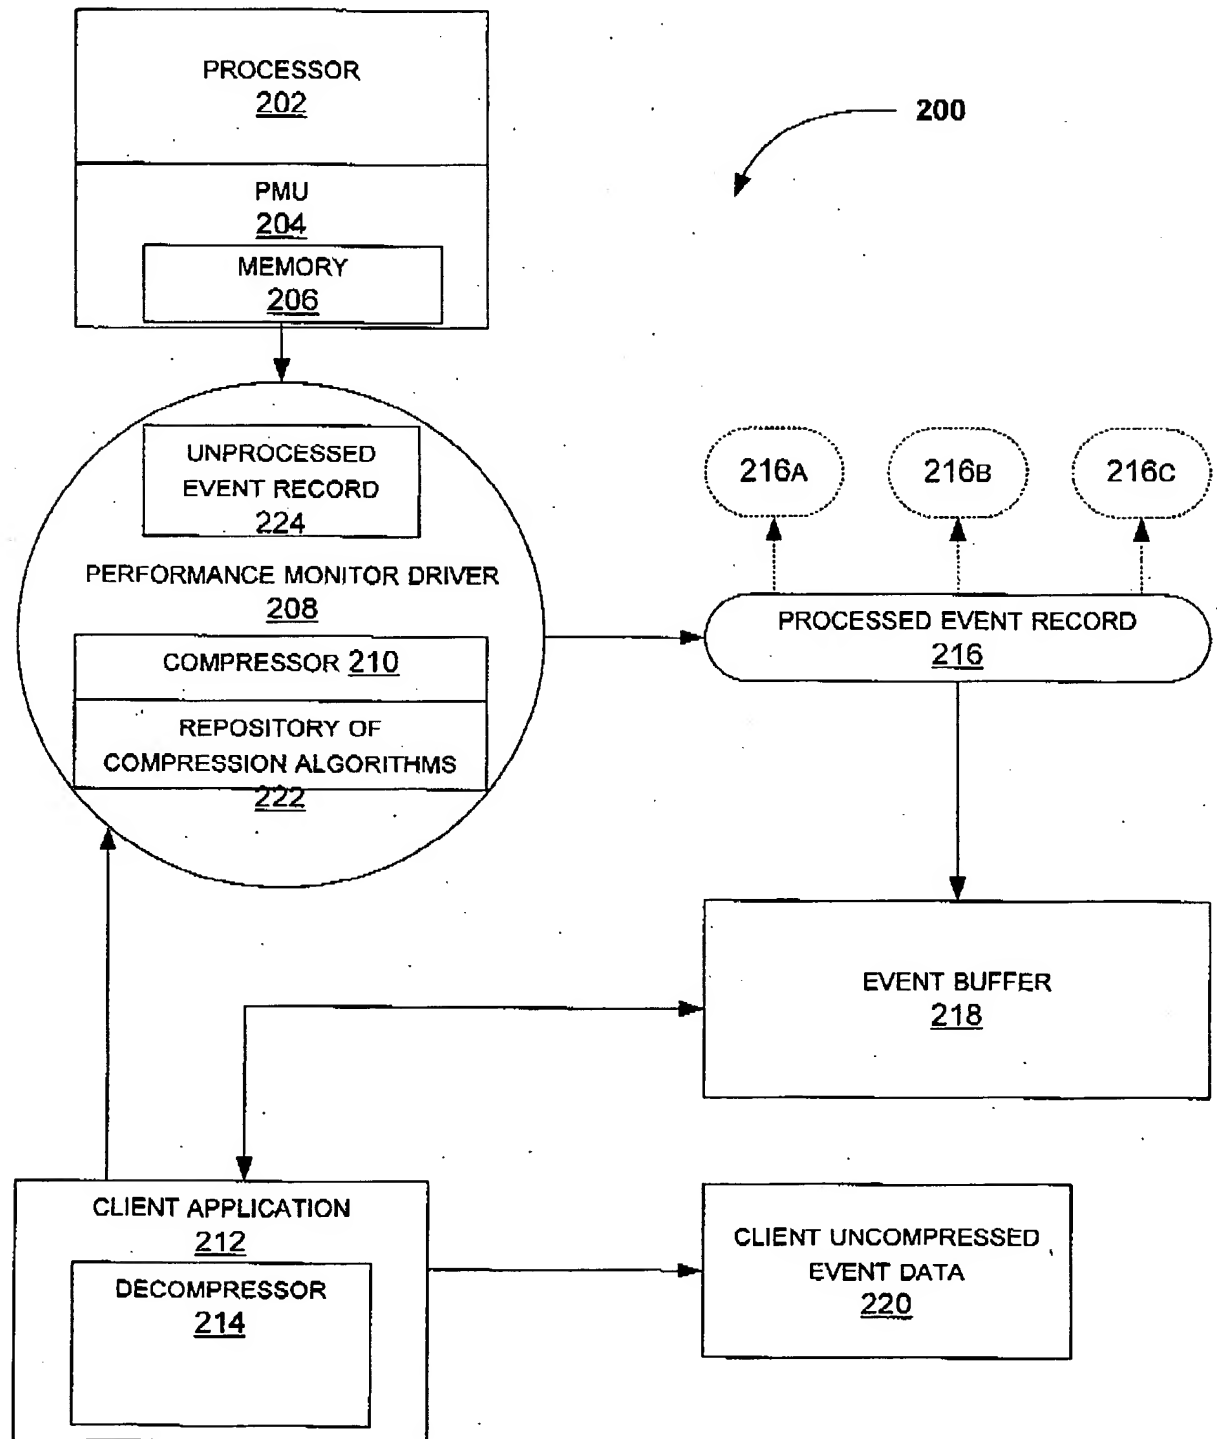 PROCESSOR
202
200
PMU
204
MEMORY
206
UNPROCESSED
EVENT RECORD
224
PERFORMANCE MONITOR DRIVER
208
COMPRESSOR 210
REPOSITORY OF
COMPRESSION ALGORITHMS
222
216A
216B
216C
PROCESSED EVENT RECORD
216
EVENT BUFFER
218
CLIENT APPLICATION
212
DECOMPRESSOR
214
CLIENT UNCOMPRESSED
EVENT DATA
220